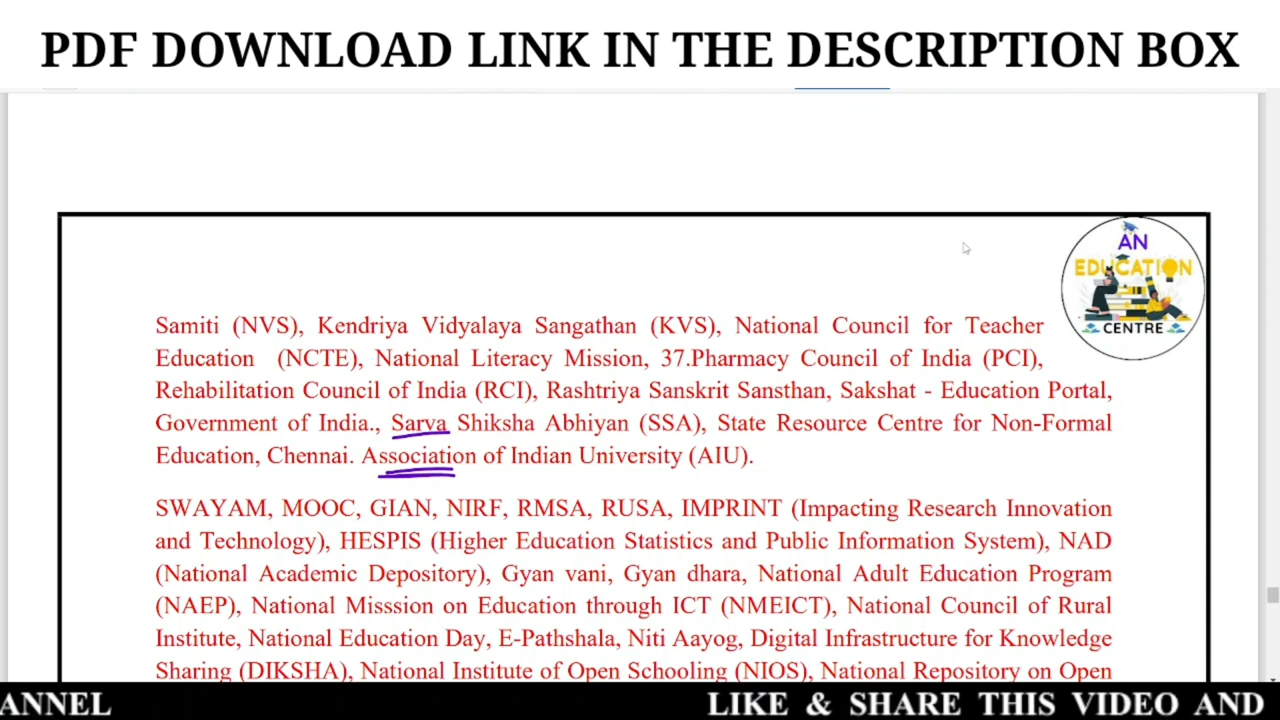 PDF DOWNLOAD LINK IN THE DESCRIPTION BOX
AN
EDUCATION
CENTRE
Samiti (NVS), Kendriya Vidyalaya Sangathan (KVS), National Council for Teacher
Education (NCTE), National Literacy Mission, 37.Pharmacy Council of India (PCI),
Rehabilitation Council of India (RCI), Rashtriya Sanskrit Sansthan, Sakshat - Education Portal,
Government of India., Sarva Shiksha Abhiyan (SSA), State Resource Centre for Non-Formal
Education, Chennai. Association of Indian University (AIU).
SWAYAM, MOOC, GIAN, NIRF, RMSA, RUSA, IMPRINT (Impacting Research Innovation
and Technology), HESPIS (Higher Education Statistics and Public Information System), NAD
(National Academic Depository), Gyan vani, Gyan dhara, National Adult Education Program
(NAEP), National Misssion on Education through ICT (NMEICT), National Council of Rural
Institute, National Education Day, E-Pathshala, Niti Aayog, Digital Infrastructure for Knowledge
Sharing (DIKSHA), National Institute of Open Schooling (NIOS), National Repository on Open
ANNEL LIKE & SHARE THIS VIDEO AND